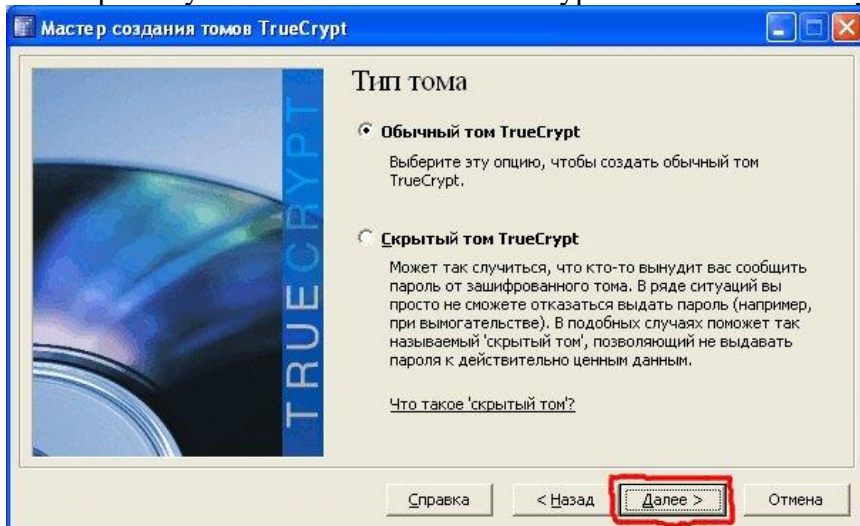 Мастер создания томов TrueCrypt
TRUECRYPT
Тип тома
Обычный том TrueCrypt
Выберите эту опцию, чтобы создать обычный том
TrueCrypt.
Скрытый том TrueCrypt
Может так случиться, что кто-то вынудит вас сообщить
пароль от зашифрованного тома. В ряде ситуаций вы
просто не сможете отказаться выдать пароль (например,
при вымогательстве). В подобных случаях поможет так
называемый 'скрытый том', позволяющий не выдавать
пароля к действительно ценным данным.
Что такое 'скрытый том'?
Справка
< Назад
Далее >
Отмена